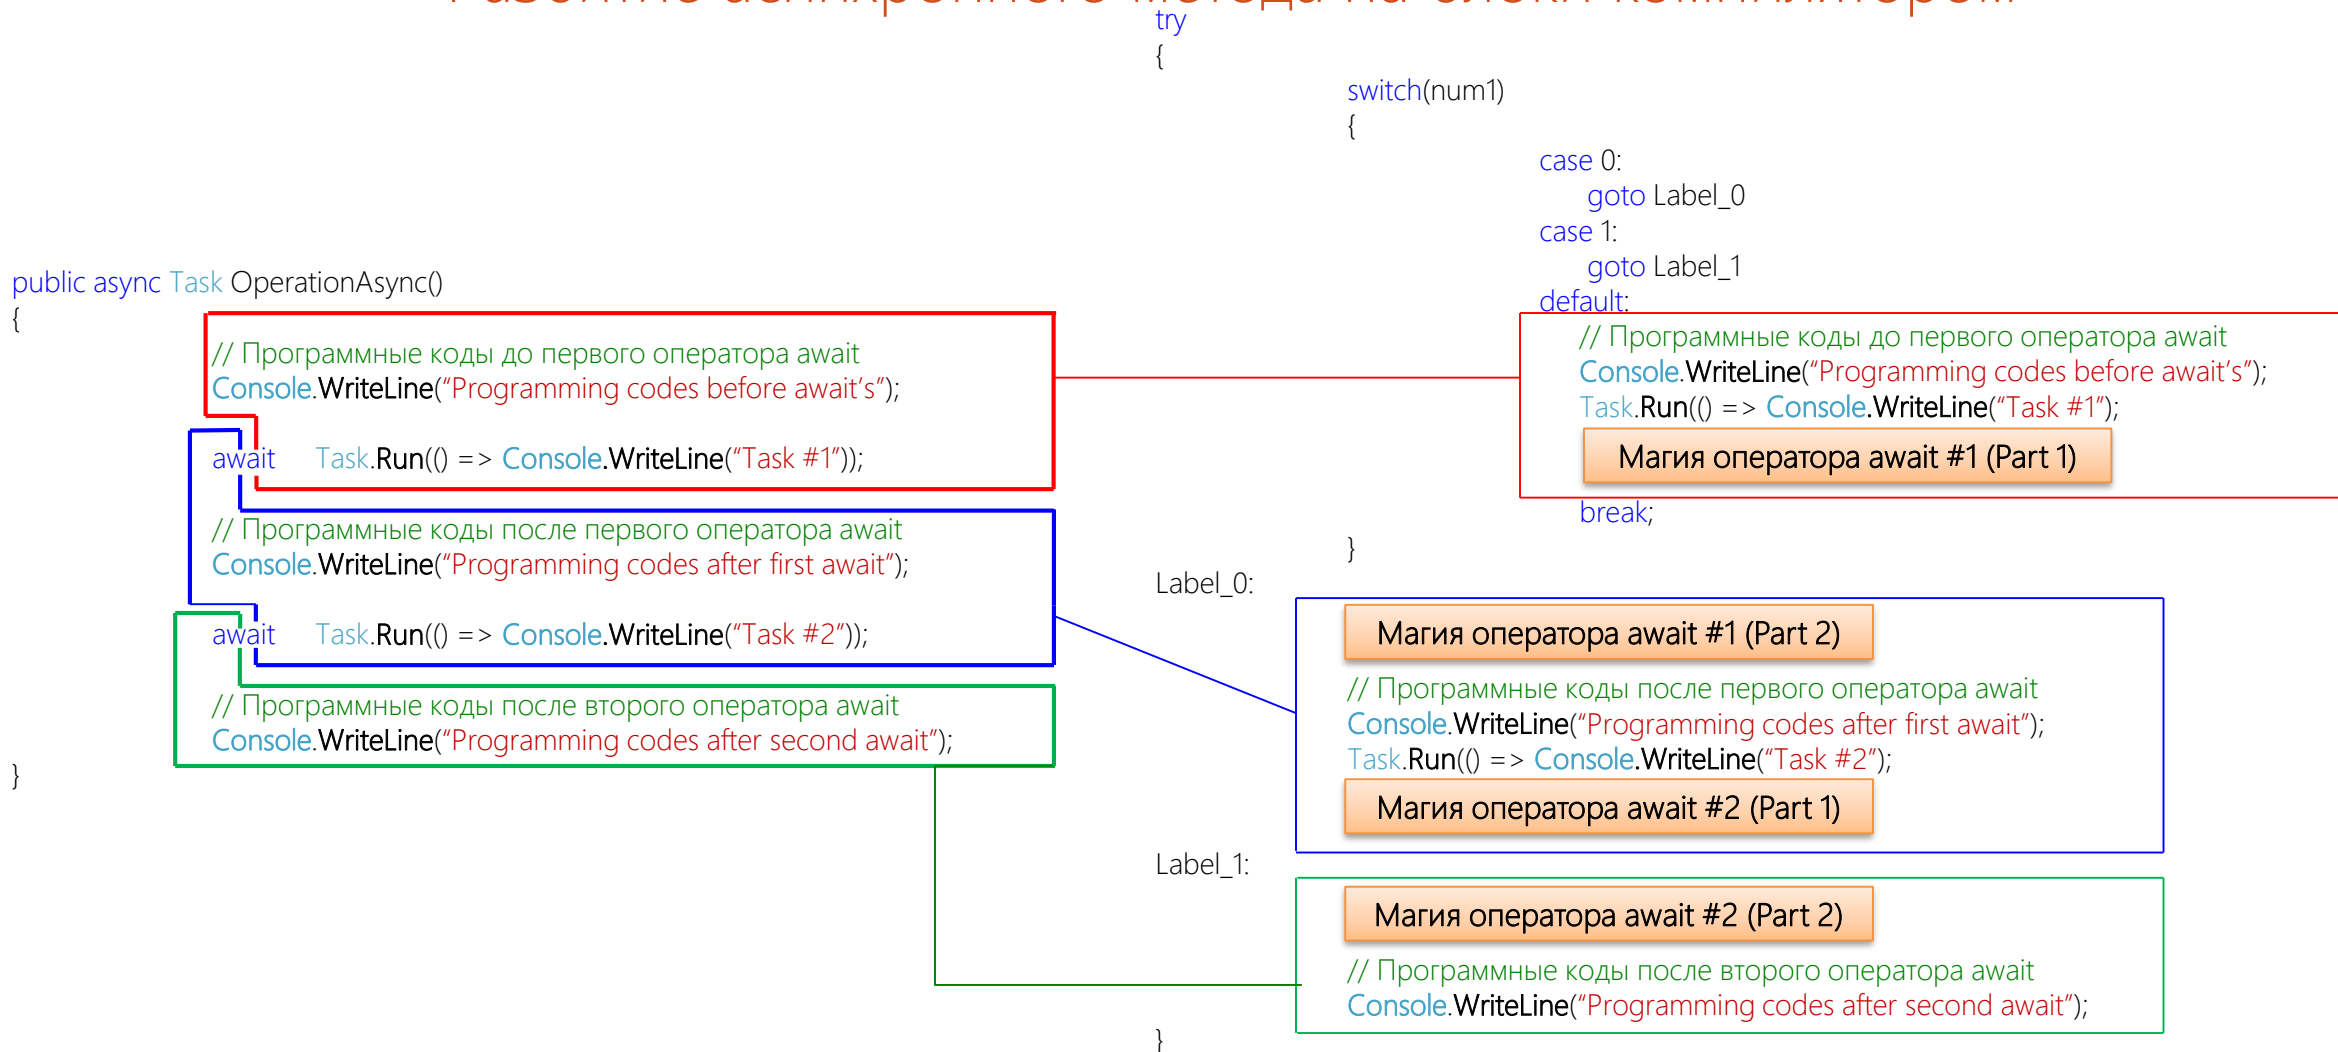 Разбитие асинхронного метода на блоки компилятором
public async Task OperationAsync()
{
// Программные коды до первого оператора await
Console.WriteLine(“Programming codes before await’s”);
await Task.Run(() => Console.WriteLine(“Task #1”));
// Программные коды после первого оператора await
Console.WriteLine(“Programming codes after first await”);
await Task.Run(() => Console.WriteLine(“Task #2”));
// Программные коды после второго оператора await
Console.WriteLine(“Programming codes after second await”);
}
try
{
switch(num1)
{
case 0:
goto Label_0
case 1:
goto Label_1
default:
// Программные коды до первого оператора await
Console.WriteLine(“Programming codes before await’s”);
Task.Run(() => Console.WriteLine(“Task #1”);
Магия оператора await #1 (Part 1)
break;
}
Label_0:
Магия оператора await #1 (Part 2)
// Программные коды после первого оператора await
Console.WriteLine(“Programming codes after first await”);
Task.Run(() => Console.WriteLine(“Task #2”);
Магия оператора await #2 (Part 1)
Label_1:
Магия оператора await #2 (Part 2)
// Программные коды после второго оператора await
Console.WriteLine(“Programming codes after second await”);
}